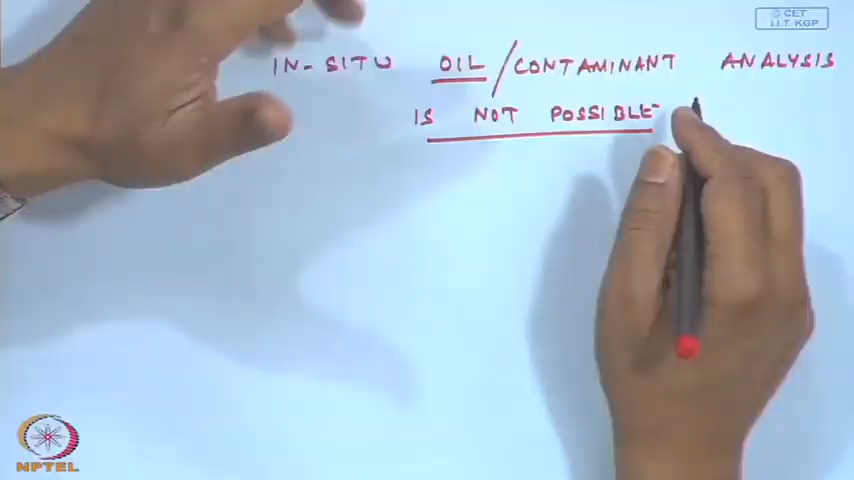 © CET
I.I.T. KGP
IN-SITU OIL/CONTAMINANT ANALYSIS
IS NOT POSSIBLE
NPTEL